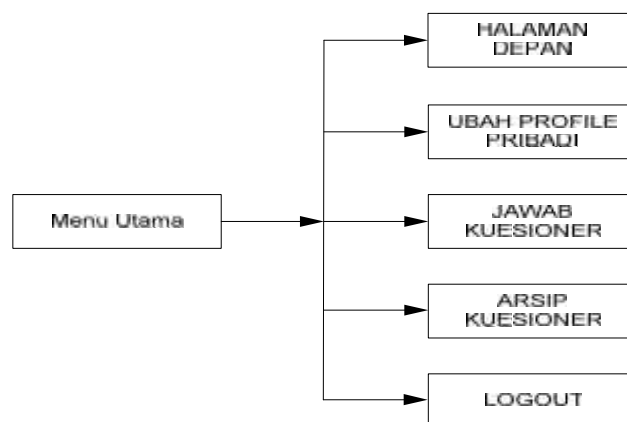 HALAMAN
DEPAN
UBAH PROFILE
PRIBADI
Menu Utama
JAWAB
KUESIONER
ARSIP
KUESIONER
LOGOUT